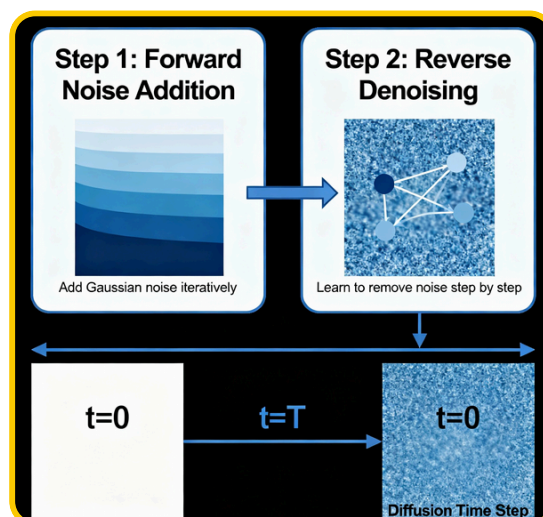 Step 1: Forward
Noise Addition
Add Gaussian noise iteratively
Step 2: Reverse
Denoising
Learn to remove noise step by step
t=0
t=T
t=0
Diffusion Time Step